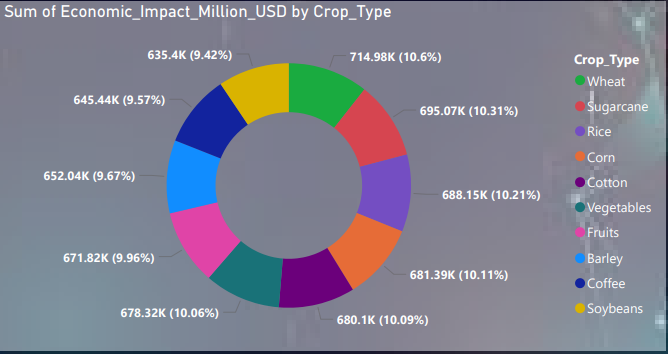 Sum of Economic_Impact_Million_USD by Crop_Type
635.4K (9.42%)
714.98K (10.6%)
645.44K (9.57%)
695.07K (10.31%)
652.04K (9.67%)
688.15K (10.21%)
671.82K (9.96%)
681.39K (10.11%)
678.32K (10.06%)
680.1K (10.09%)
Crop_Type
Wheat
Sugarcane
Rice
Corn
Cotton
Vegetables
Fruits
Barley
Coffee
Soybeans